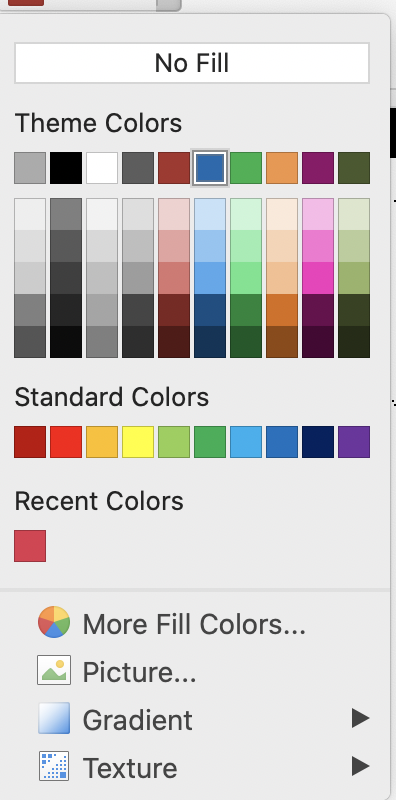 No Fill
Theme Colors
Standard Colors
Recent Colors
More Fill Colors...
Picture...
Gradient
Texture